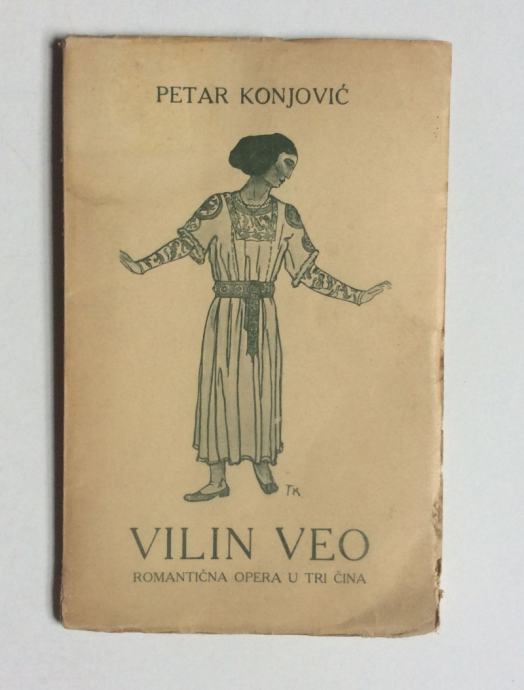 PETAR KONJOVIĆ
TK
VILIN VEO
ROMANTIČNA OPERA U TRI ČINA